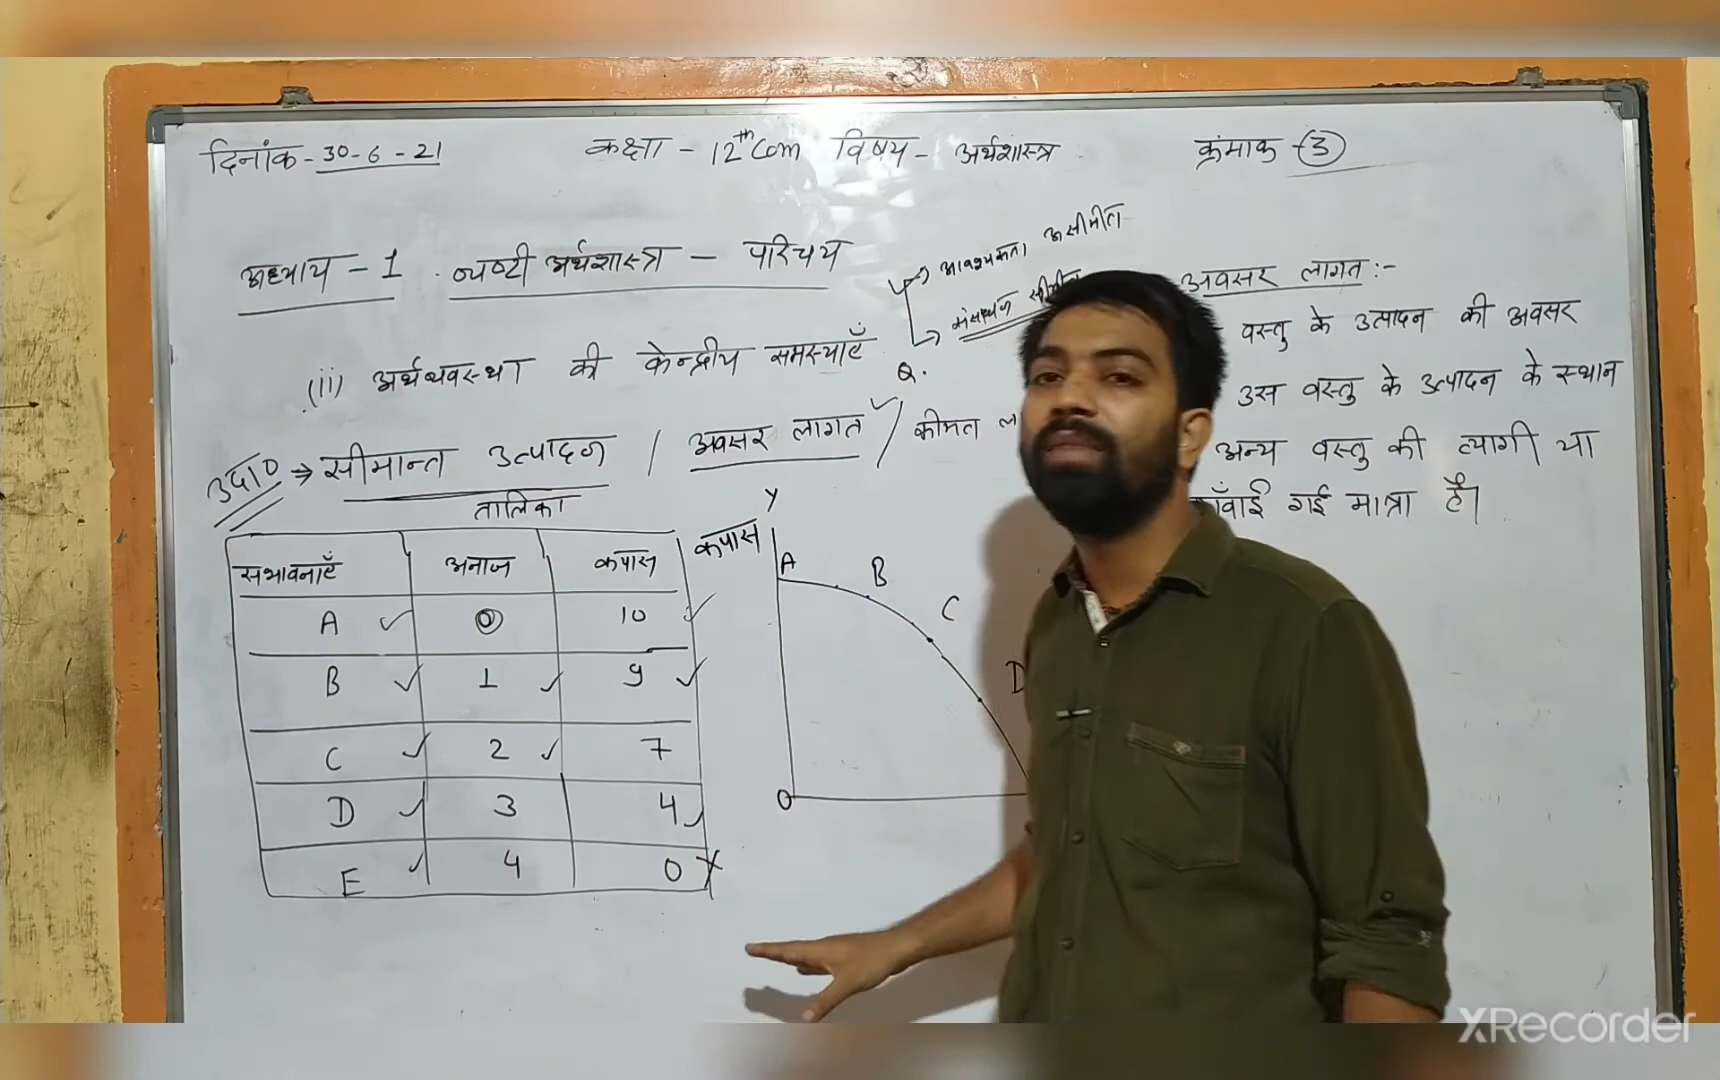 दिनांक - 30-6-21 कक्षा - 12th Com विषय - अर्थशास्त्र क्रंमाक -3
अध्याय - 1 व्यष्टी अर्थशास्त्र - परिचय
आवश्यकता असीमीत
संसाधन सीमीत
(ii) अर्थव्यवस्था की केन्द्रीय समस्याएँ
Q.
उदा० ⇒ सीमान्त उत्पादन / अवसर लागत / कीमत
तालिका
सभावनाएँ अनाज कपास
A 0 10
B 1 9
C 2 7
D 3 4
E 4 0
Y
कपास
A B C D
O
अवसर लागत :-
वस्तु के उत्पादन की अवसर
उस वस्तु के उत्पादन के स्थान
अन्य वस्तु की त्यागी या
गई मात्रा है।
XRecorder